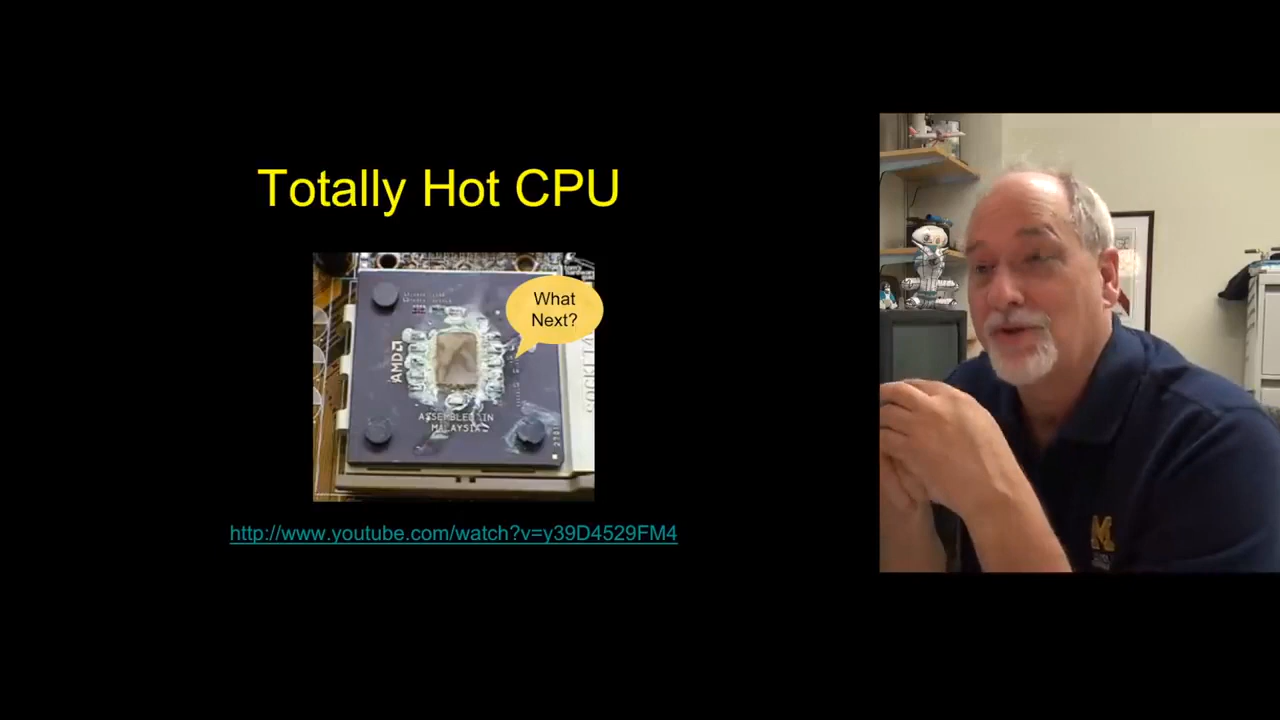 Totally Hot CPU
What
Next?
AMD
ASSEMBLED IN
MALAYSIA
http://www.youtube.com/watch?v=y39D4529FM4
M